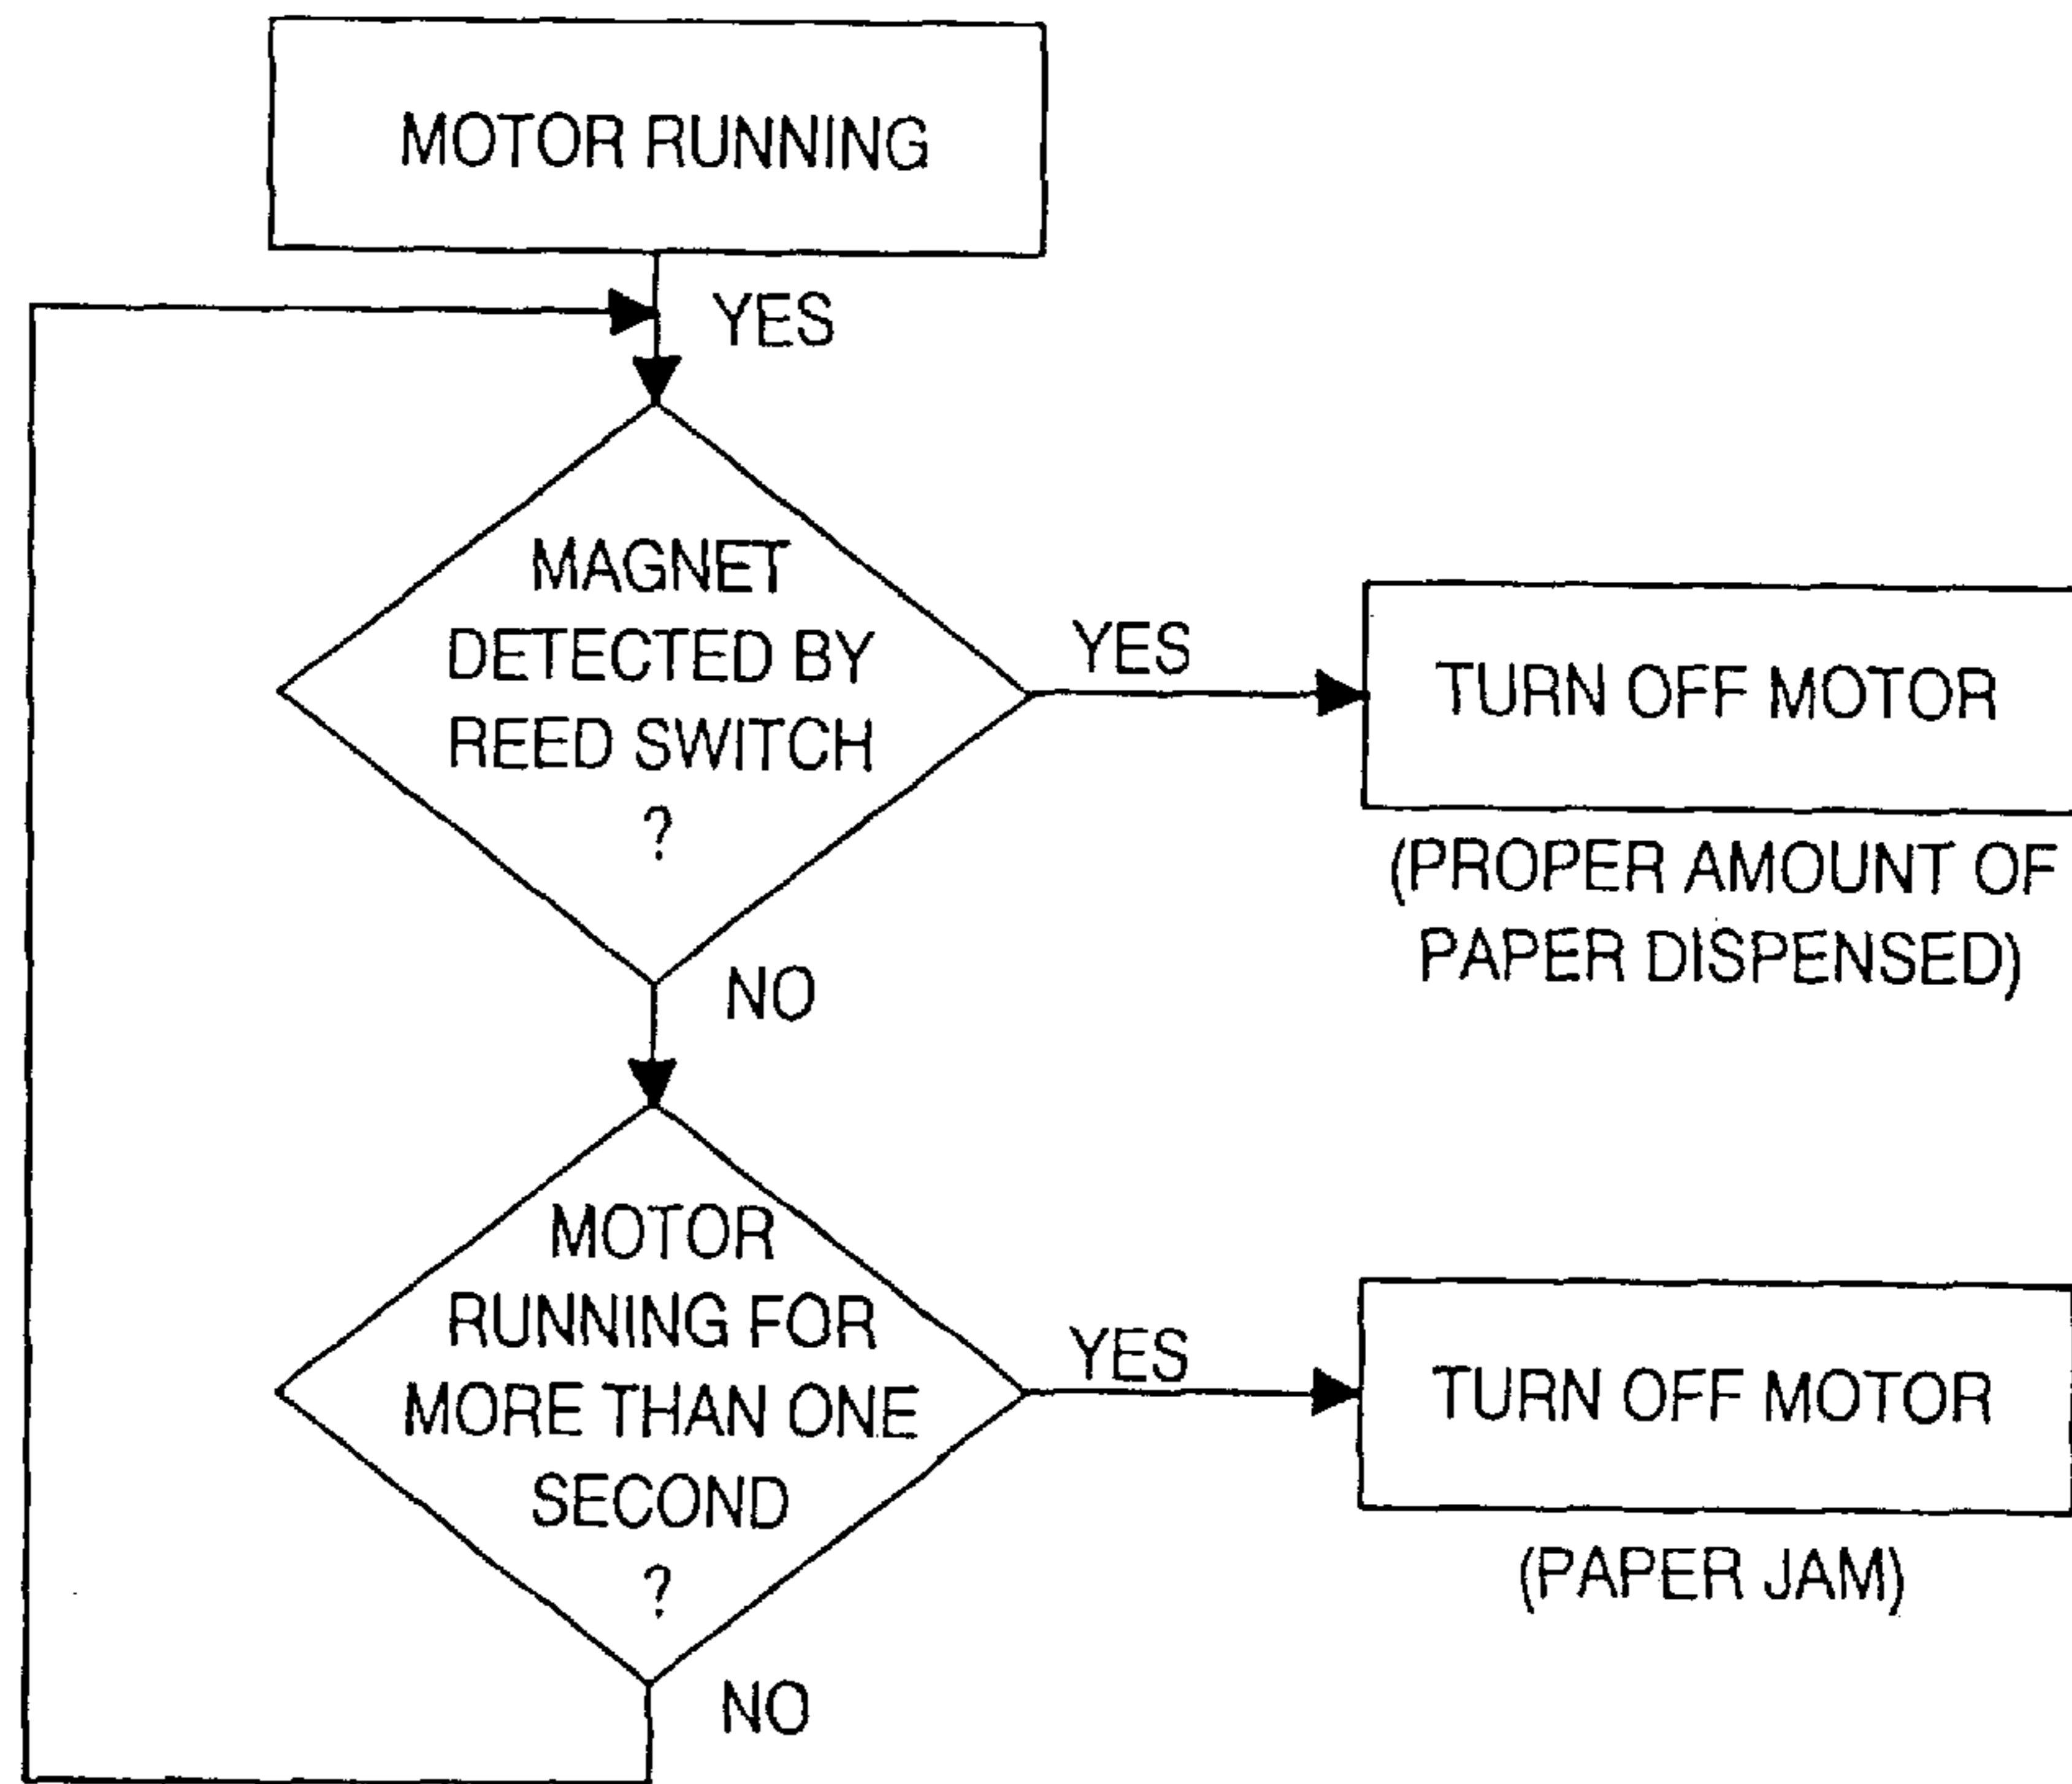 MOTOR RUNNING
YES
MAGNET
DETECTED BY
REED SWITCH
?
YES
TURN OFF MOTOR
(PROPER AMOUNT OF
PAPER DISPENSED)
NO
MOTOR
RUNNING FOR
MORE THAN ONE
SECOND
?
YES
TURN OFF MOTOR
(PAPER JAM)
NO